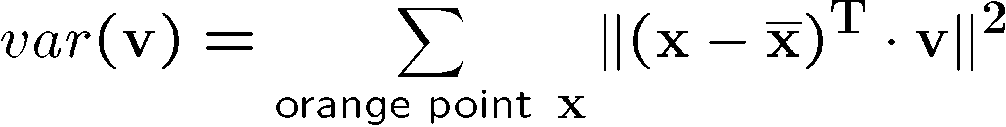 var(v) = ∑ ‖(x − x̅)ᵀ · v‖²
orange point x